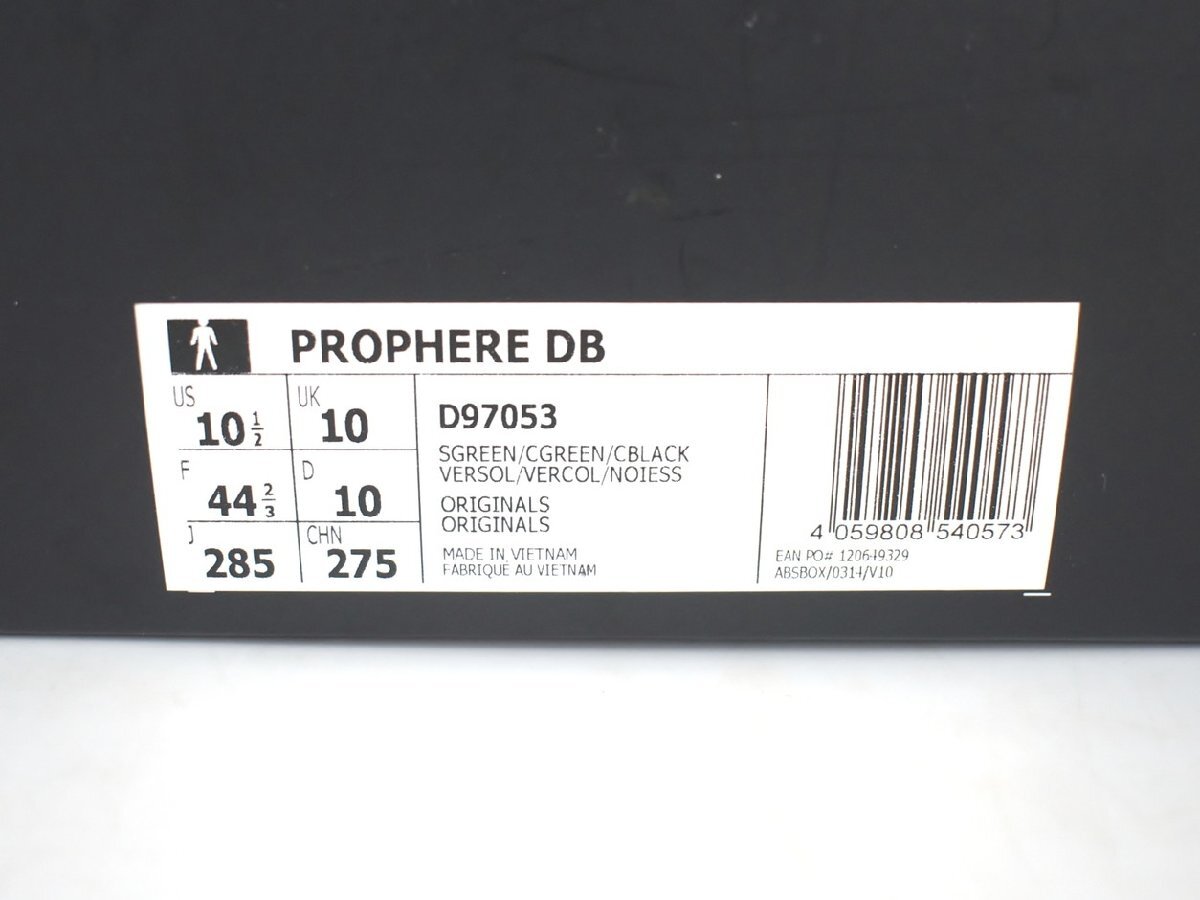 PROPHERE DB
US 10 1/2
UK 10
F 44 2/3
D 10
J 285
CHN 275
D97053
SGREEN/CGREEN/CBLACK
VERSOL/VERCOL/NOIESS
ORIGINALS
ORIGINALS
MADE IN VIETNAM
FABRIQUÉ AU VIETNAM
4 059808 540573
EAN PO# 120649329
ABSBOX/0314/V10